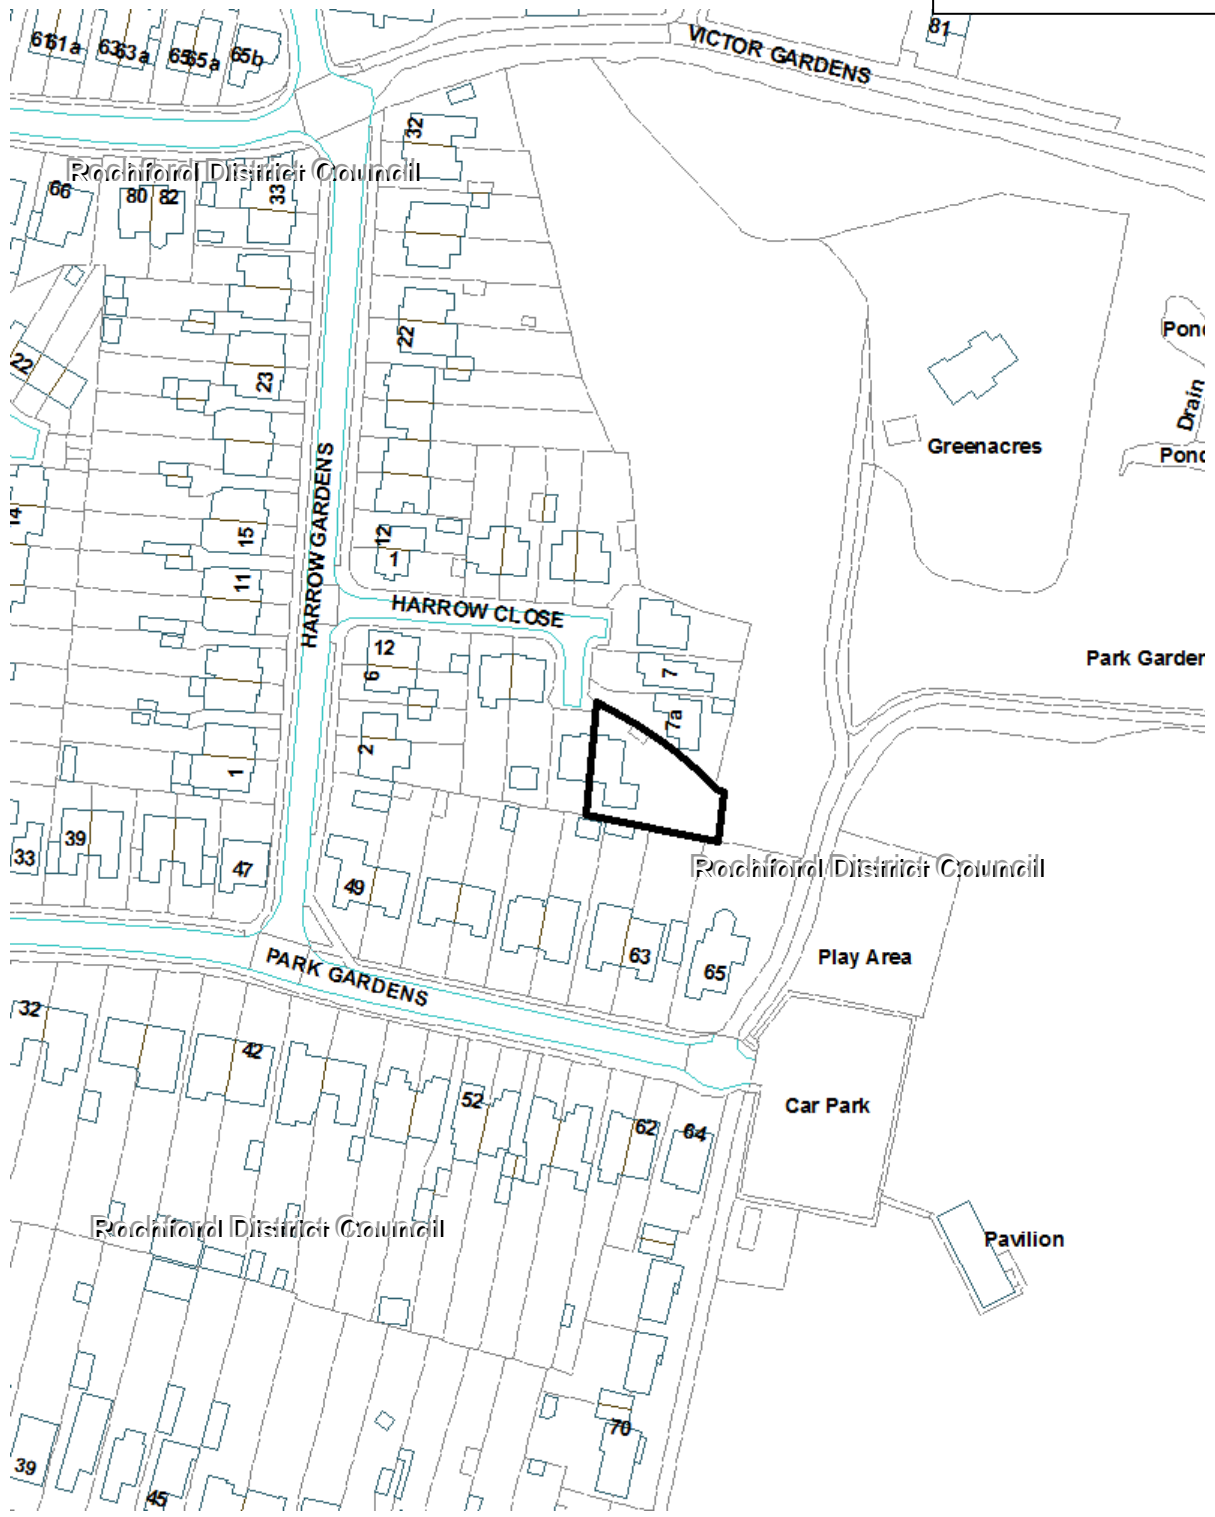 VICTOR GARDENS
81
61
61a
63
63a
65
65a
65b
32
Rochford District Council
66
80
82
33
22
22
23
Pond
Drain
Greenacres
Pond
HARROW GARDENS
14
15
12
1
11
HARROW CLOSE
12
6
7
Park Garden
7a
2
1
39
33
47
49
Rochford District Council
63
65
Play Area
PARK GARDENS
32
42
52
62
64
Car Park
Rochford District Council
Pavilion
70
39
45